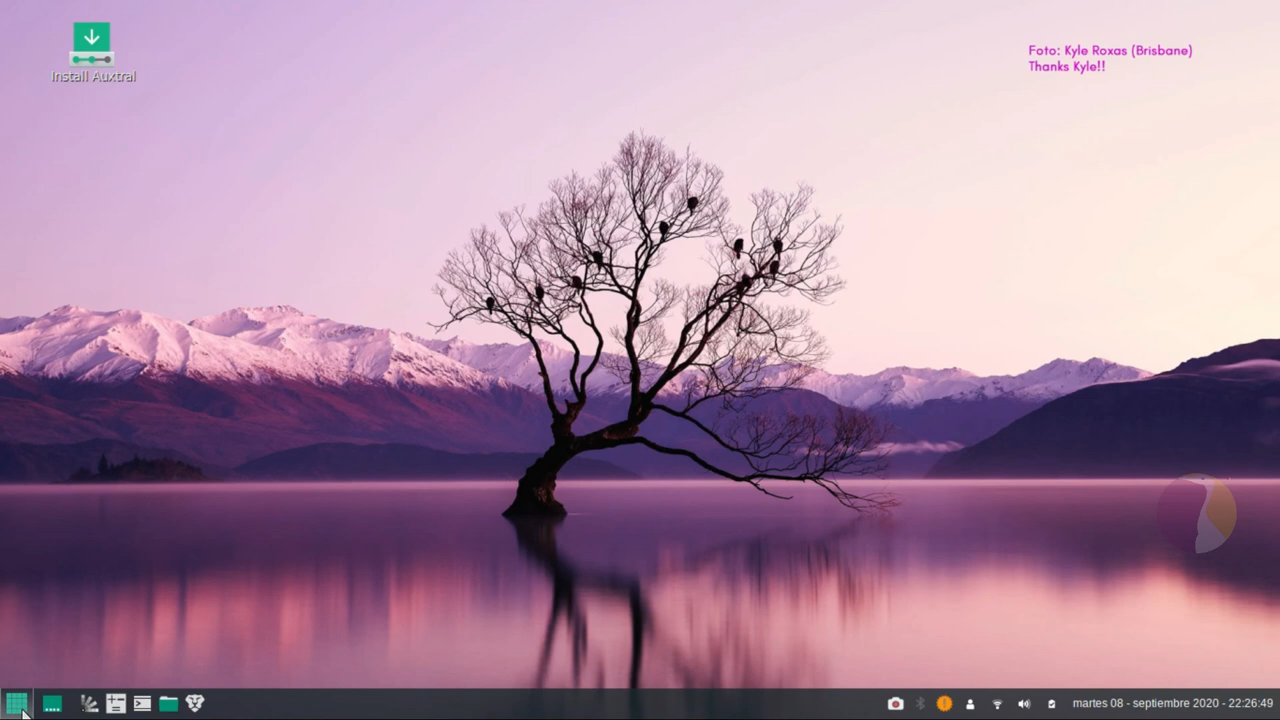 Install Auxtral
Foto: Kyle Roxas (Brisbane)
Thanks Kyle!!
martes 08 - septiembre 2020 - 22:26:49